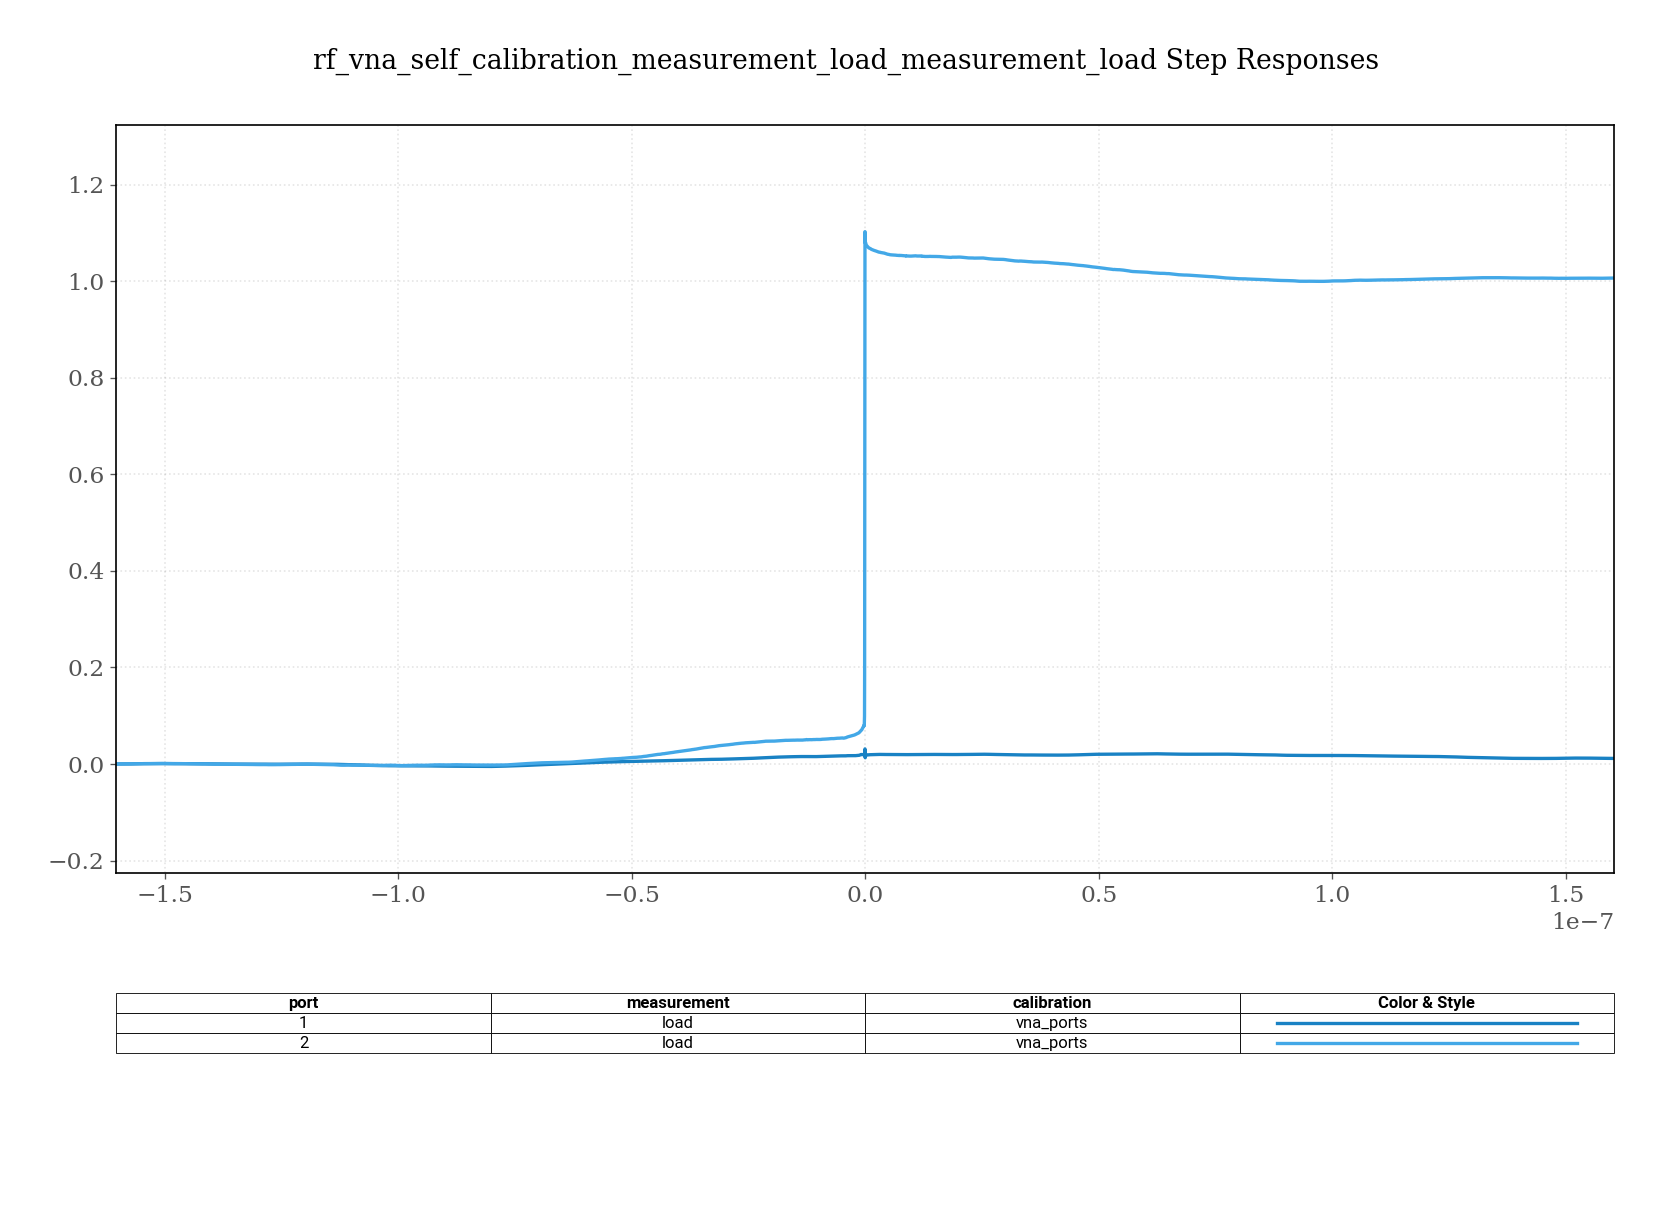 rf_vna_self_calibration_measurement_load_measurement_load Step Responses
1.2
1.0
0.8
0.6
0.4
0.2
0.0
−0.2
−1.5 −1.0 −0.5 0.0 0.5 1.0 1.5
1e−7
port measurement calibration Color & Style
1 load vna_ports
2 load vna_ports